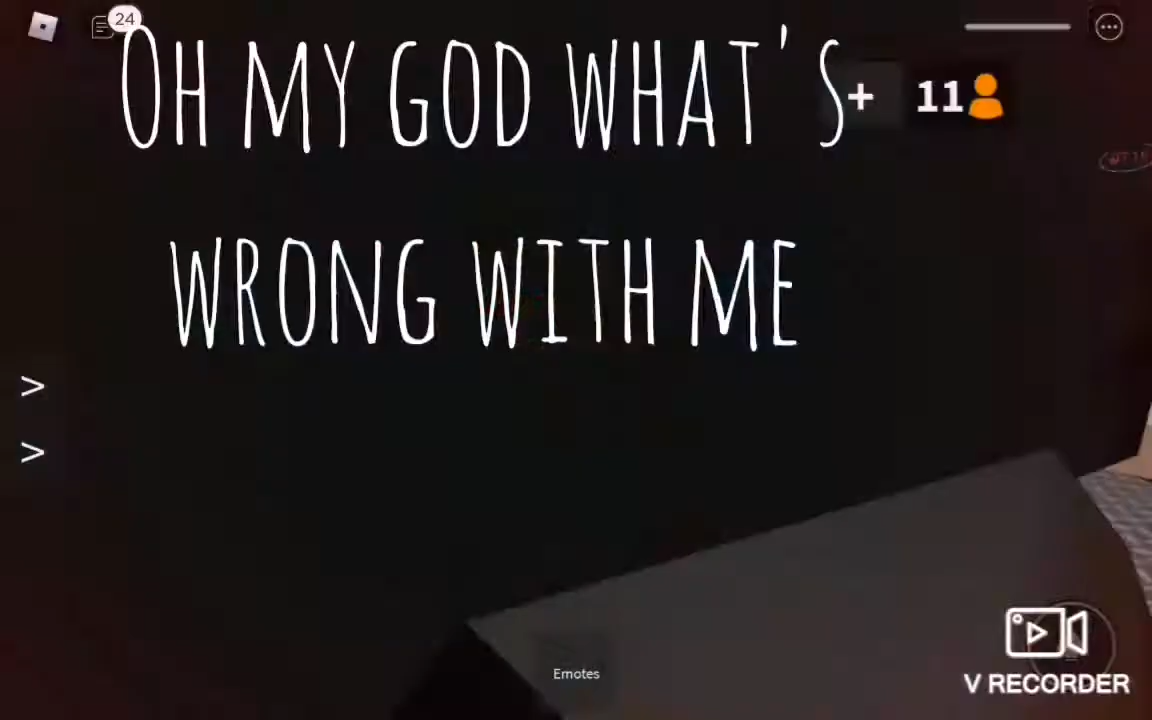 24
OH MY GOD WHAT'S
+ 11
WRONG WITH ME
>
>
Emotes
V RECORDER